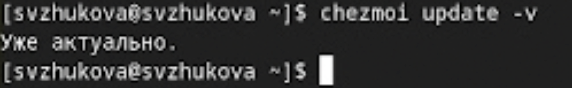 [svzhukova@svzhukova ~]$ chezmoi update -v
Уже актуально.
[svzhukova@svzhukova ~]$